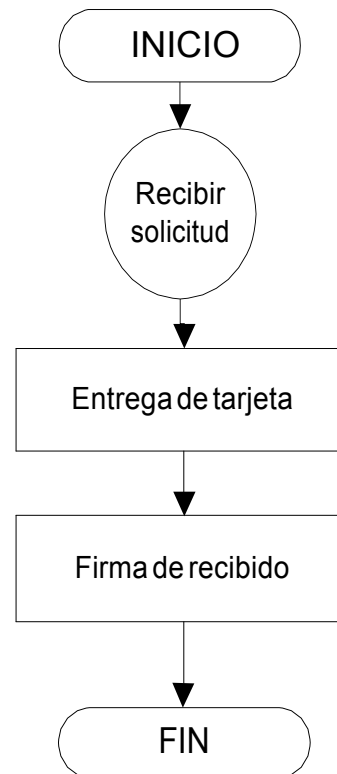 INICIO
Recibir
solicitud
Entrega de tarjeta
Firma de recibido
FIN